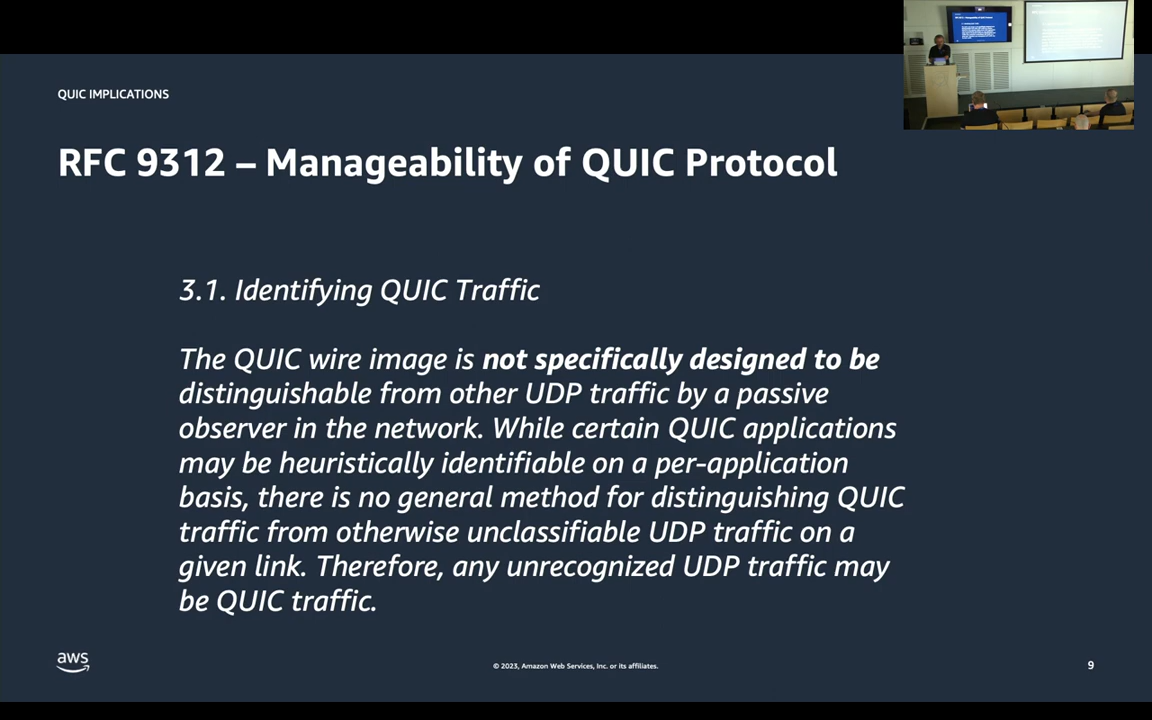 QUIC IMPLICATIONS
RFC 9312 – Manageability of QUIC Protocol
3.1. Identifying QUIC Traffic
The QUIC wire image is not specifically designed to be
distinguishable from other UDP traffic by a passive
observer in the network. While certain QUIC applications
may be heuristically identifiable on a per-application
basis, there is no general method for distinguishing QUIC
traffic from otherwise unclassifiable UDP traffic on a
given link. Therefore, any unrecognized UDP traffic may
be QUIC traffic.
aws
© 2023, Amazon Web Services, Inc. or its affiliates.
9